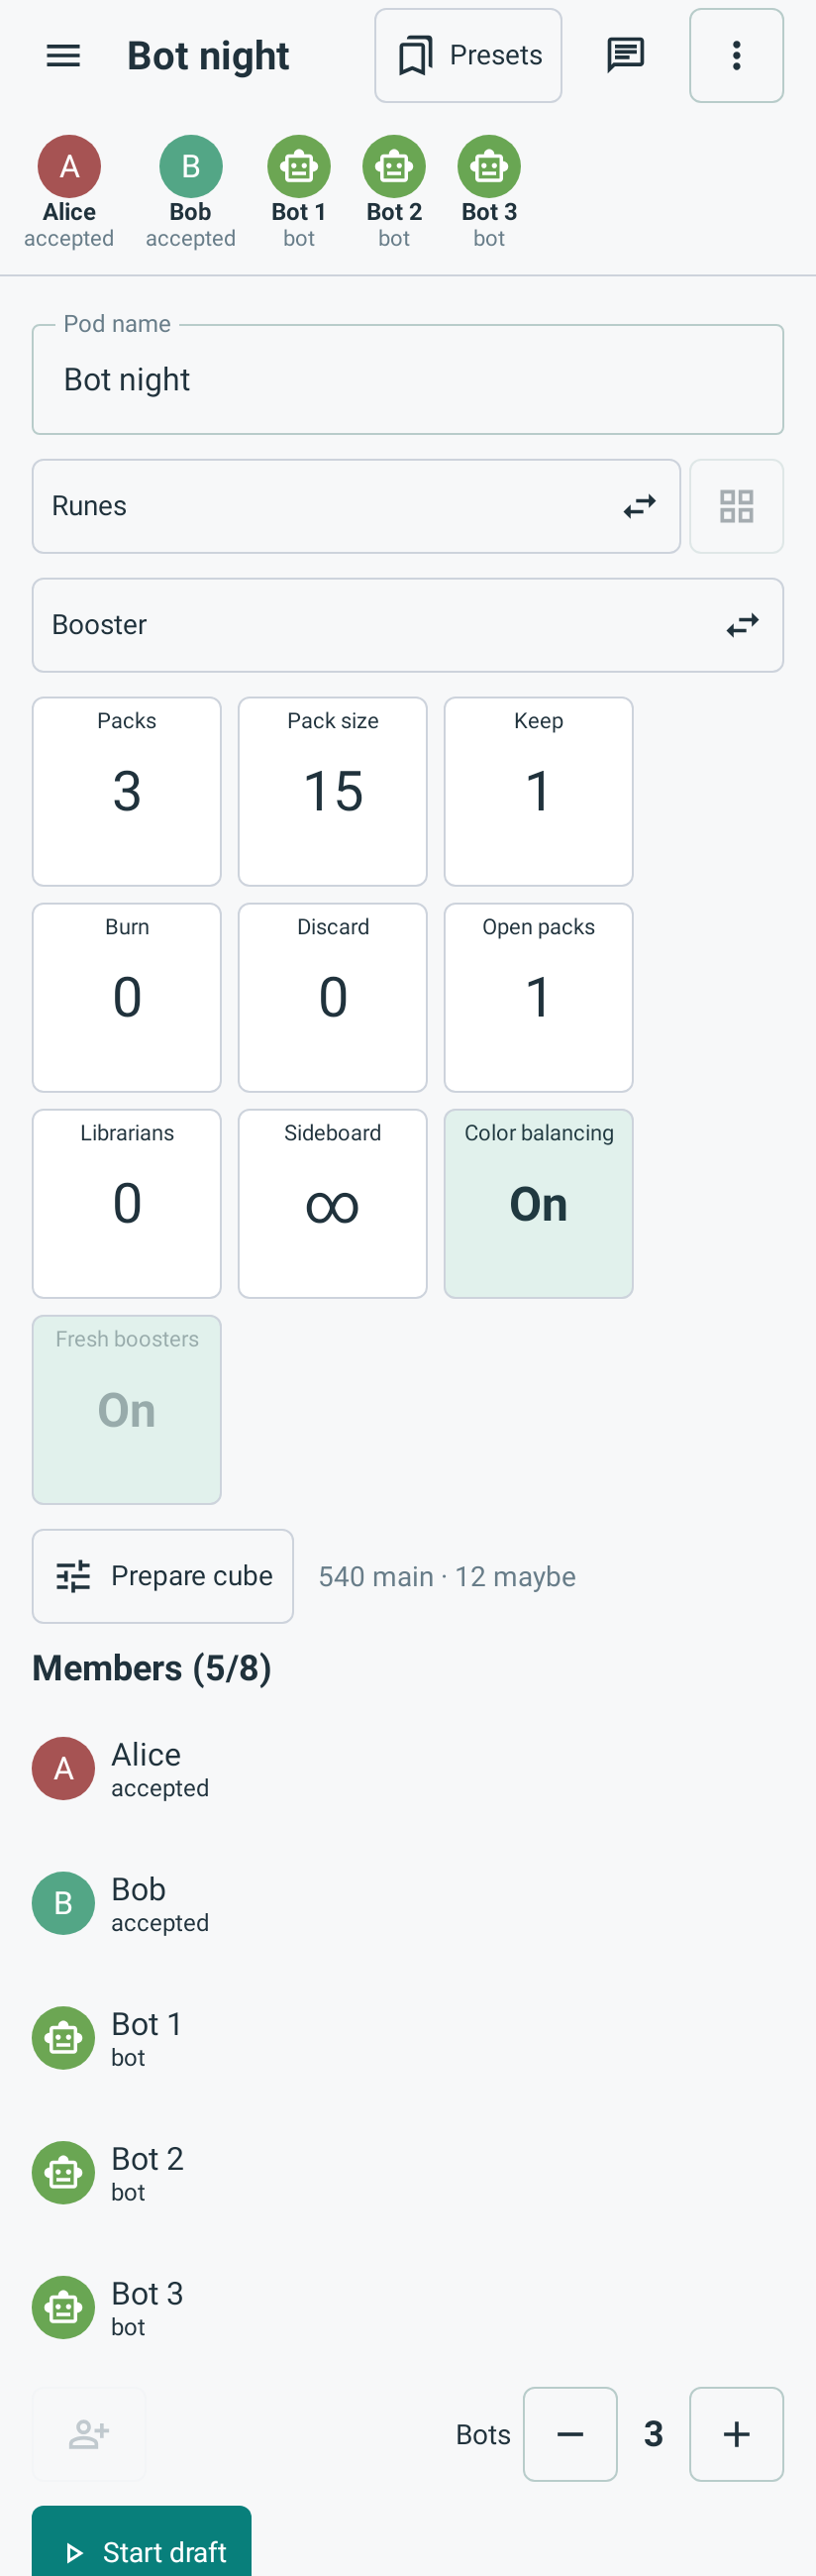 Bot night
Presets
A
B
Alice
Bob
Bot 1
Bot 2
Bot 3
accepted
accepted
bot
bot
bot
Pod name
Bot night
Runes
Booster
Packs
Pack size
Keep
3
15
1
Burn
Discard
Open packs
0
0
1
Librarians
Sideboard
Color balancing
0
∞
On
Fresh boosters
On
Prepare cube
540 main · 12 maybe
Members (5/8)
A
Alice
accepted
B
Bob
accepted
Bot 1
bot
Bot 2
bot
Bot 3
bot
Bots
3
Start draft